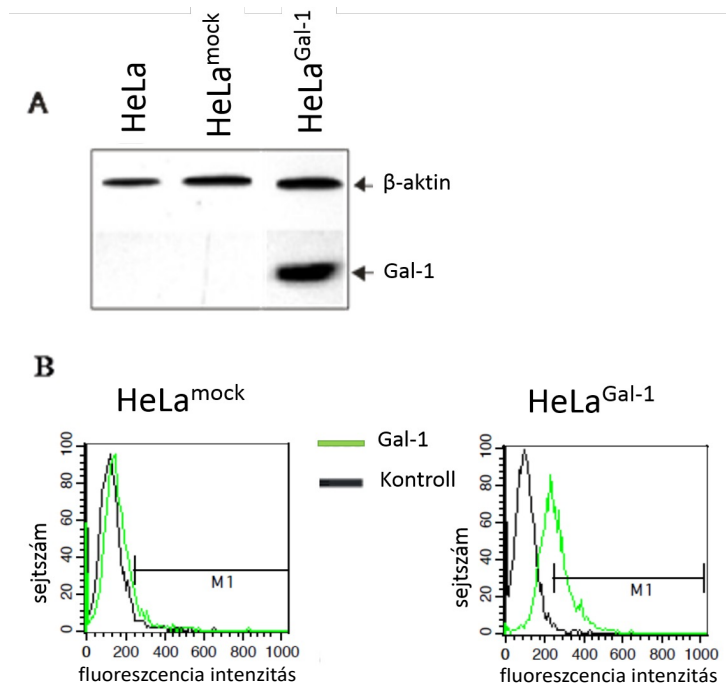 A
HeLa
HeLa^mock
HeLa^Gal-1
β-aktin
Gal-1
B
HeLa^mock
HeLa^Gal-1
Gal-1
Kontroll
sejtszám
100
80
60
40
20
0
M1
0 200 400 600 800 1000
fluoreszcencia intenzitás
sejtszám
100
80
60
40
20
0
M1
0 200 400 600 800 1000
fluoreszcencia intenzitás